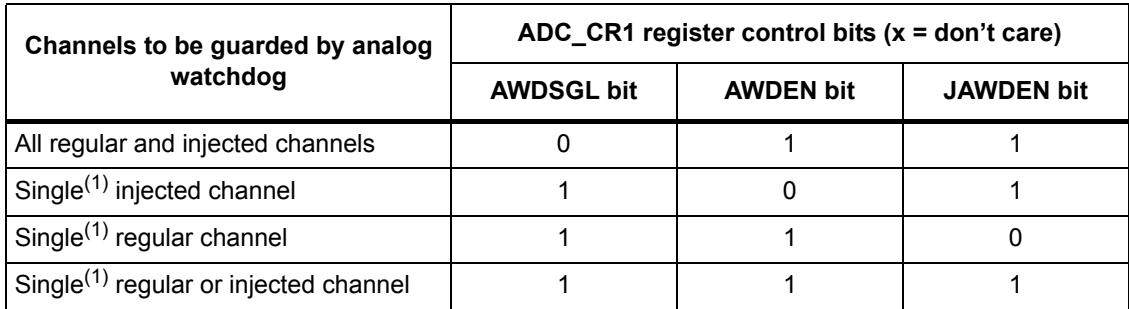 Channels to be guarded by analog
watchdog
ADC_CR1 register control bits (x = don’t care)
AWDSGL bit AWDEN bit JAWDEN bit
All regular and injected channels 0 1 1
Single(1) injected channel 1 0 1
Single(1) regular channel 1 1 0
Single(1) regular or injected channel 1 1 1